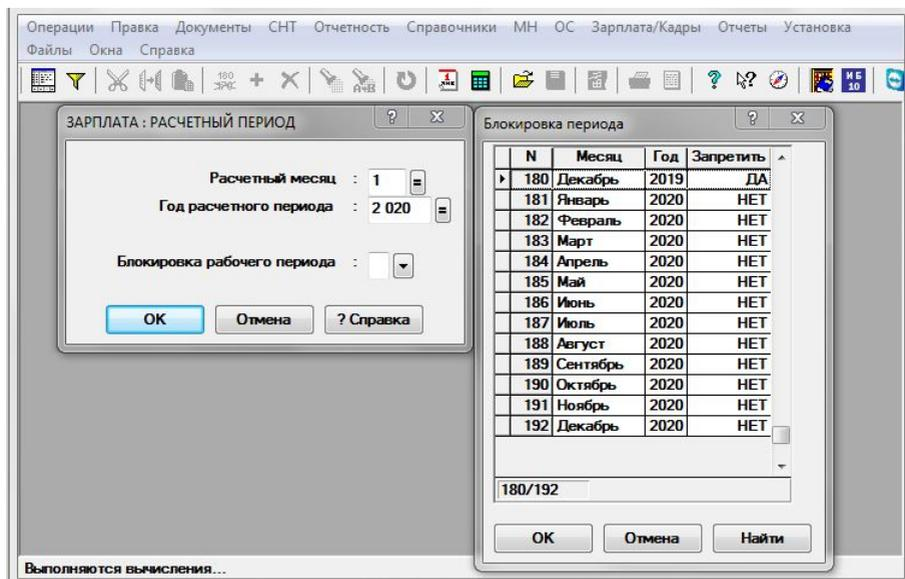 Операции Правка Документы СНТ Отчетность Справочники МН ОС Зарплата/Кадры Отчеты Установка
Файлы Окна Справка
ЗАРПЛАТА : РАСЧЕТНЫЙ ПЕРИОД
Расчетный месяц : 1
Год расчетного периода : 2 020
Блокировка рабочего периода :
OK Отмена ? Справка
Блокировка периода
N Месяц Год Запретить
180 Декабрь 2019 ДА
181 Январь 2020 НЕТ
182 Февраль 2020 НЕТ
183 Март 2020 НЕТ
184 Апрель 2020 НЕТ
185 Май 2020 НЕТ
186 Июнь 2020 НЕТ
187 Июль 2020 НЕТ
188 Август 2020 НЕТ
189 Сентябрь 2020 НЕТ
190 Октябрь 2020 НЕТ
191 Ноябрь 2020 НЕТ
192 Декабрь 2020 НЕТ
180/192
OK Отмена Найти
Выполняются вычисления...